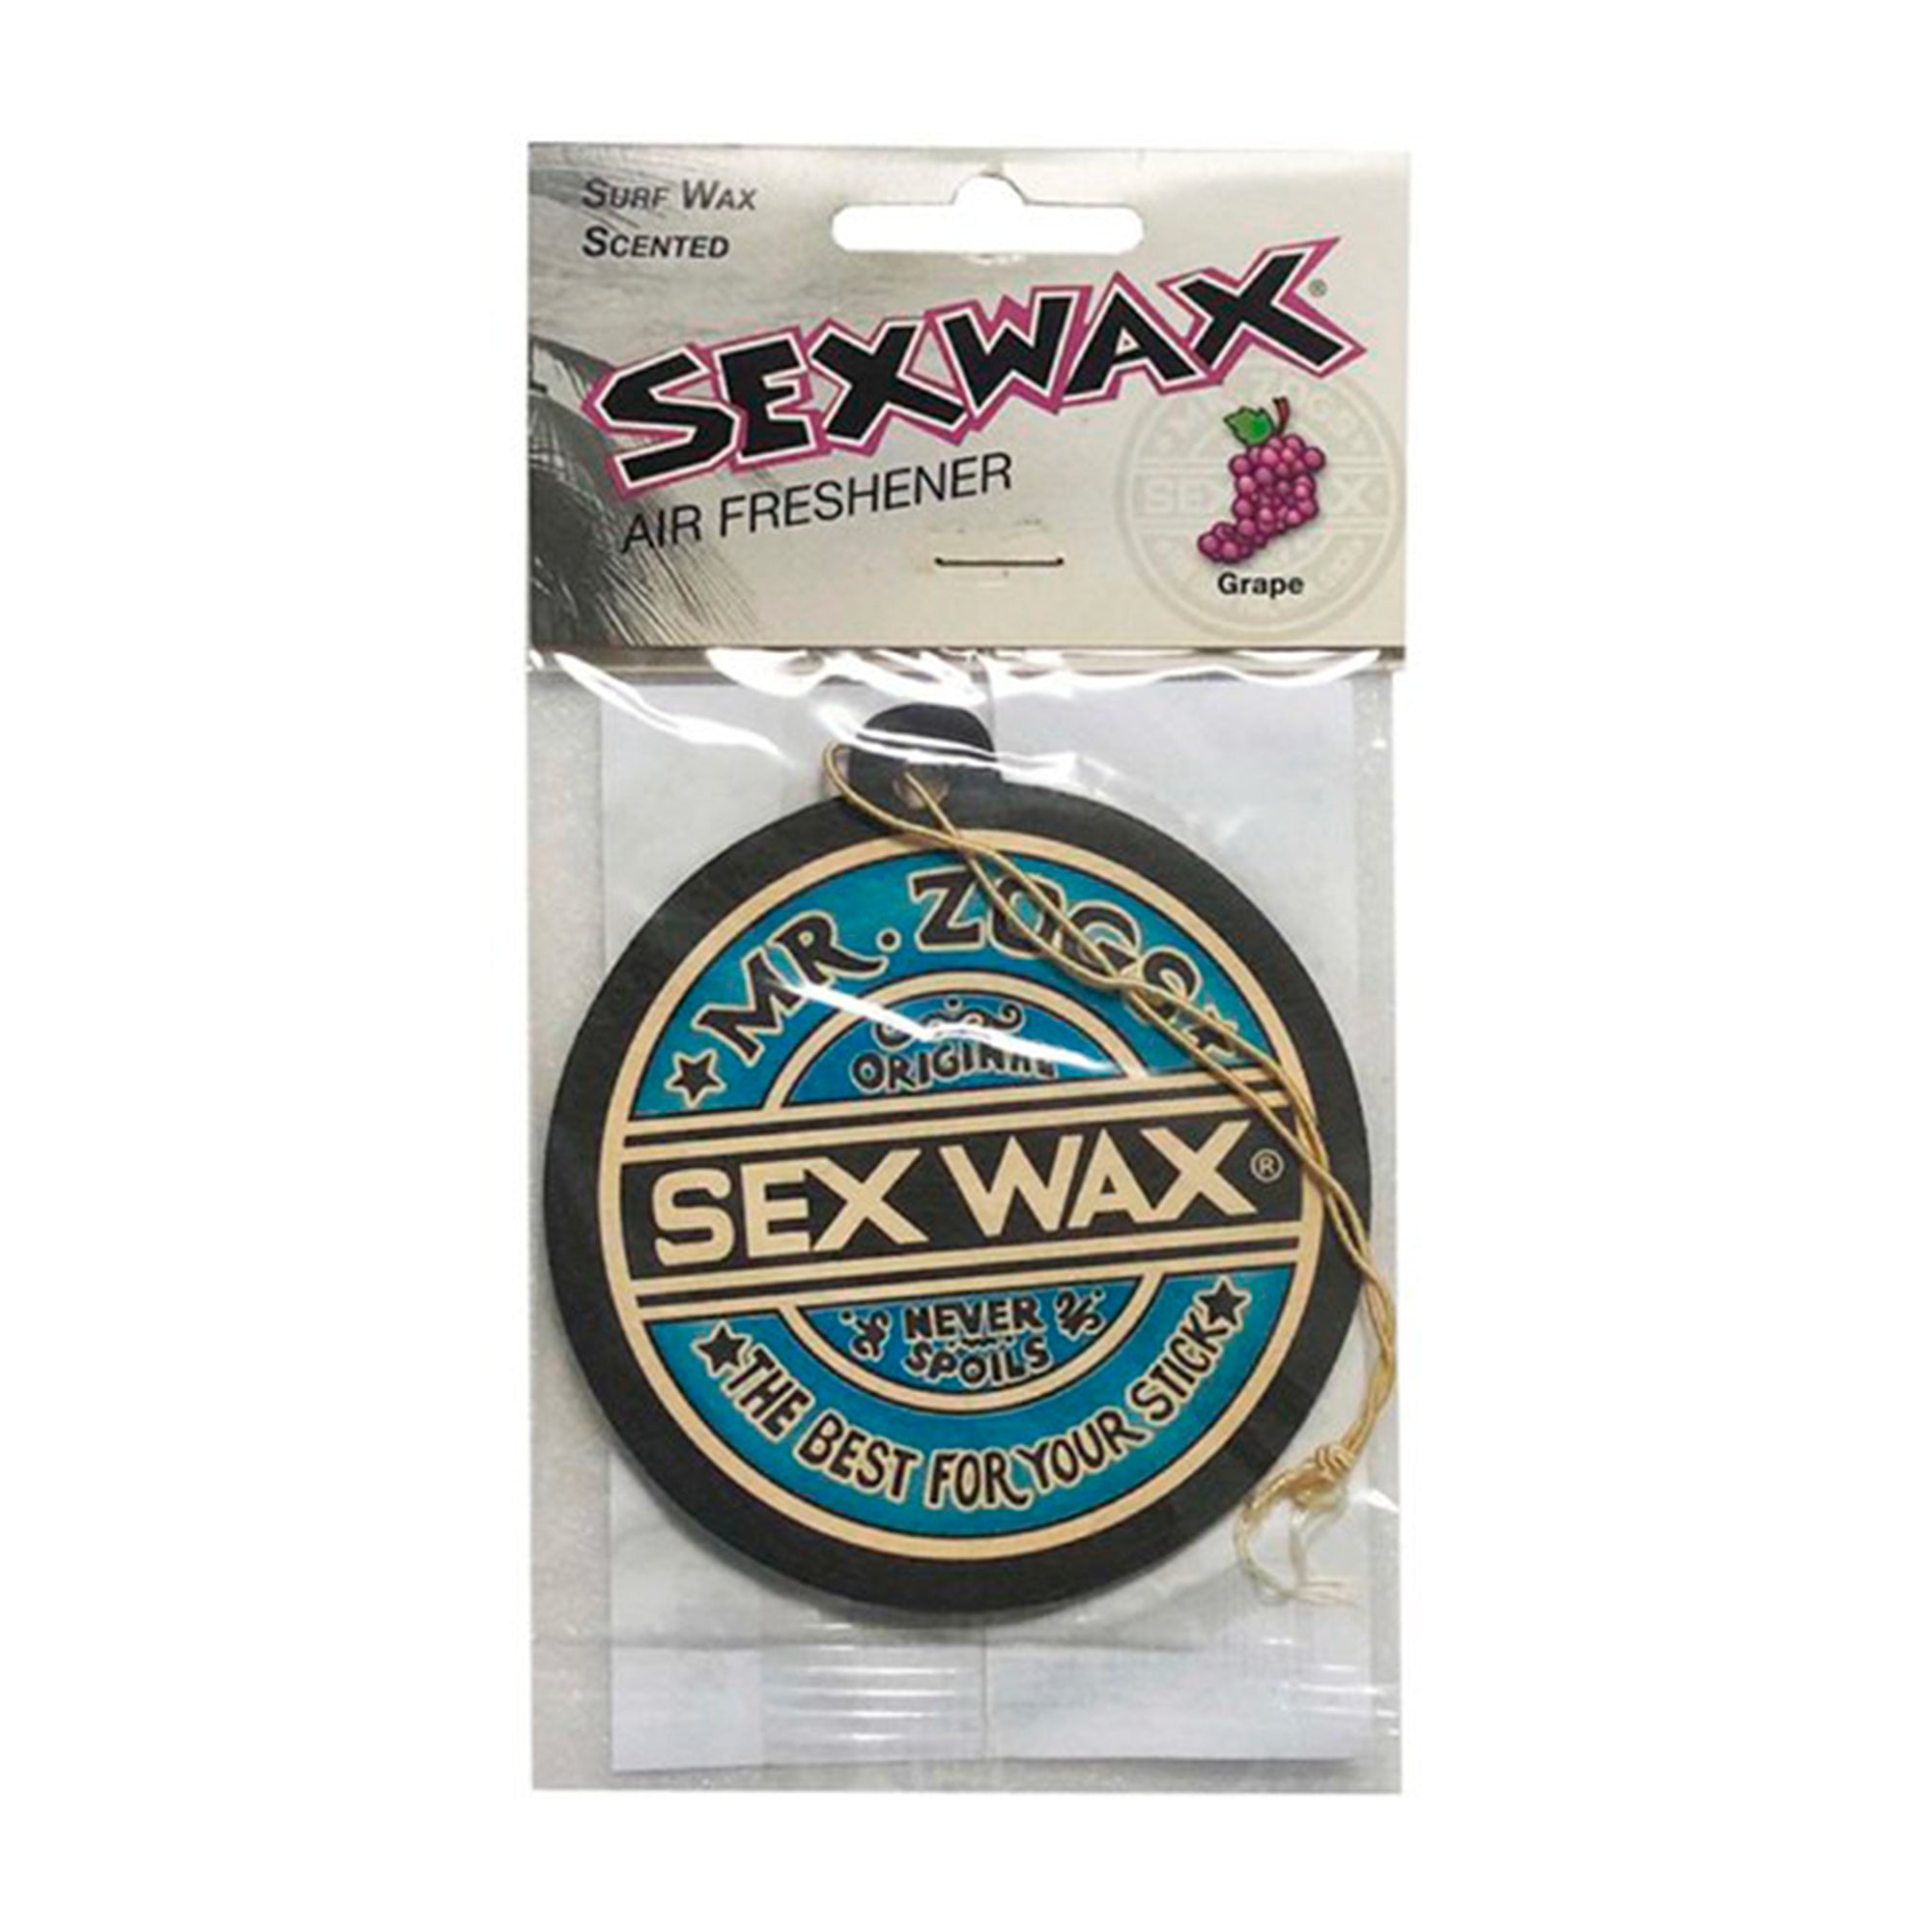 SURF WAX
SCENTED
SEXWAX®
AIR FRESHENER
Grape
MR. ZOGS
ORIGINAL
SEX WAX®
NEVER
SPOILS
THE BEST FOR YOUR STICK